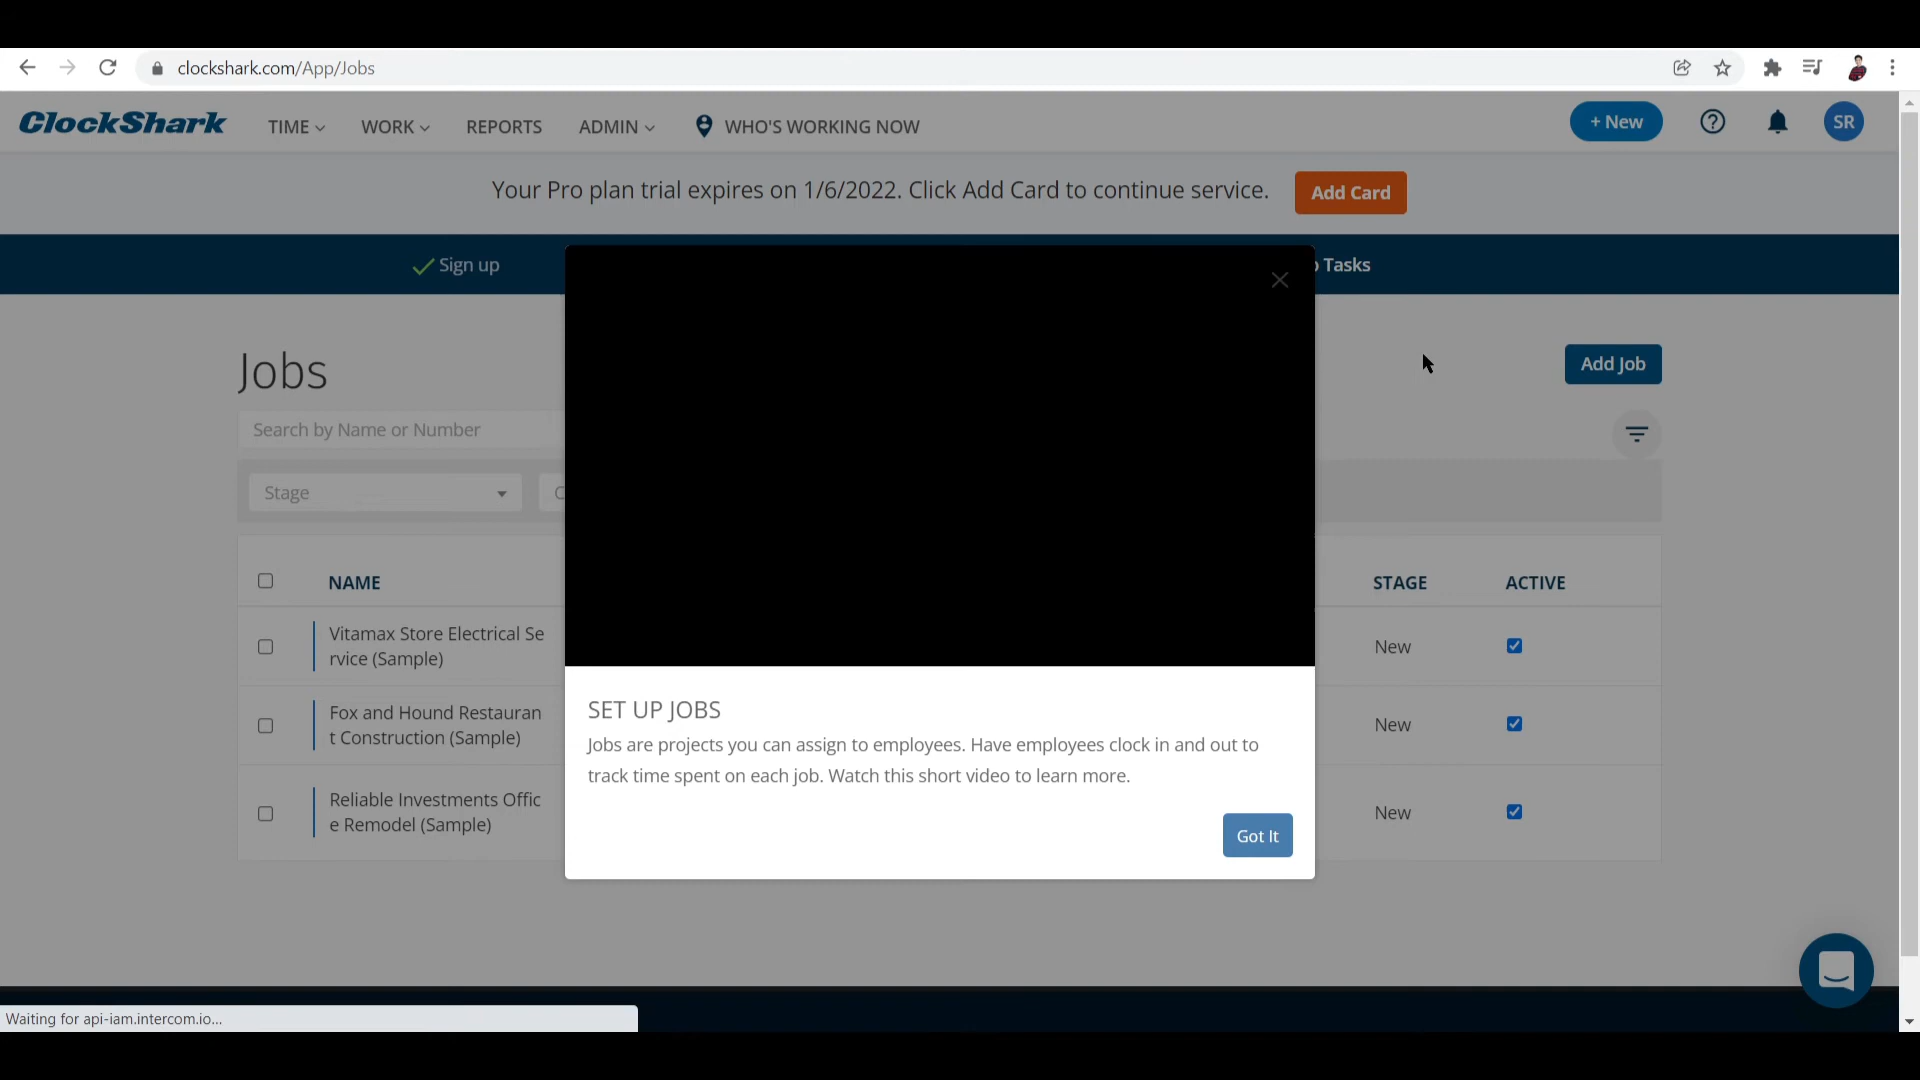 clockshark.com/App/Jobs
ClockShark TIME WORK REPORTS ADMIN WHO'S WORKING NOW + New SR
Your Pro plan trial expires on 1/6/2022. Click Add Card to continue service. Add Card
Sign up Tasks
Jobs
Add Job
Search by Name or Number
Stage
NAME STAGE ACTIVE
Vitamax Store Electrical Se
rvice (Sample)
New
Fox and Hound Restauran
t Construction (Sample)
New
Reliable Investments Offic
e Remodel (Sample)
New
SET UP JOBS
Jobs are projects you can assign to employees. Have employees clock in and out to
track time spent on each job. Watch this short video to learn more.
Got It
Waiting for api-iam.intercom.io...